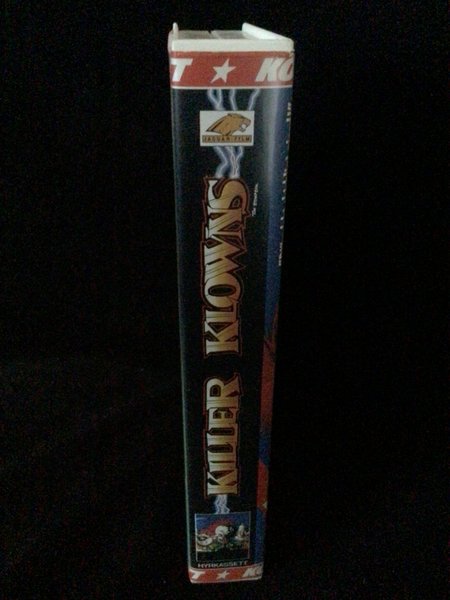 T ★ KO
JAGUAR FILM
KILLER KLOWNS
HYRKASSETT
T ★ KO